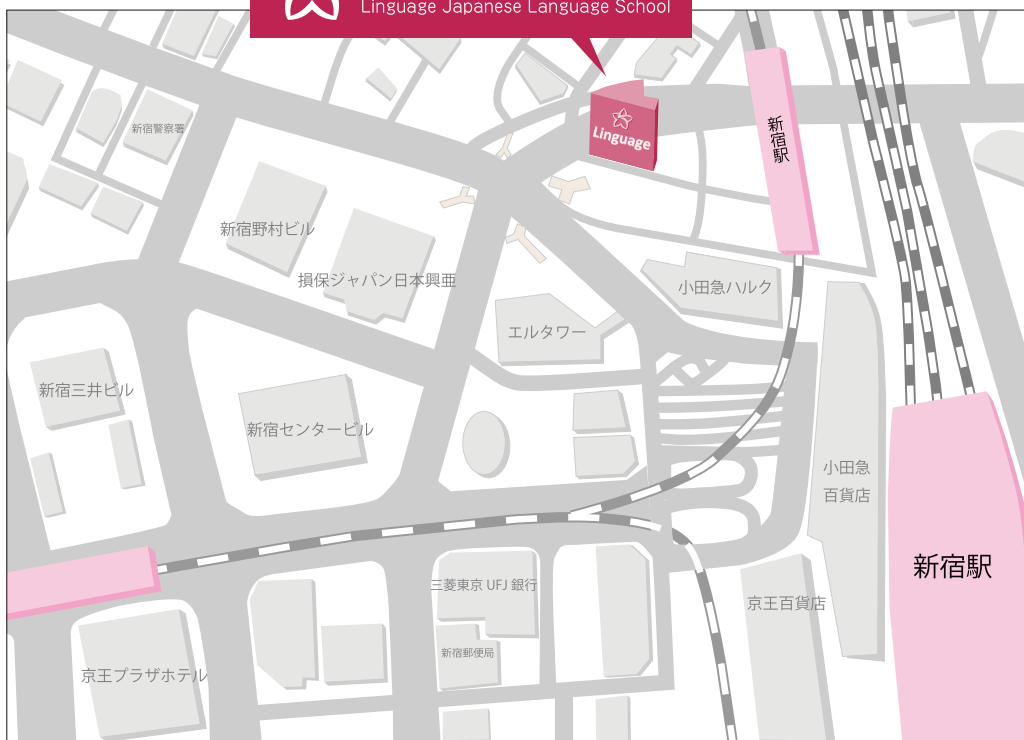 Linguage Japanese Language School
Linguage
新宿駅
新宿警察署
新宿野村ビル
損保ジャパン日本興亜
小田急ハルク
エルタワー
新宿三井ビル
新宿センタービル
小田急
百貨店
新宿駅
三菱東京 UFJ 銀行
京王百貨店
新宿郵便局
京王プラザホテル